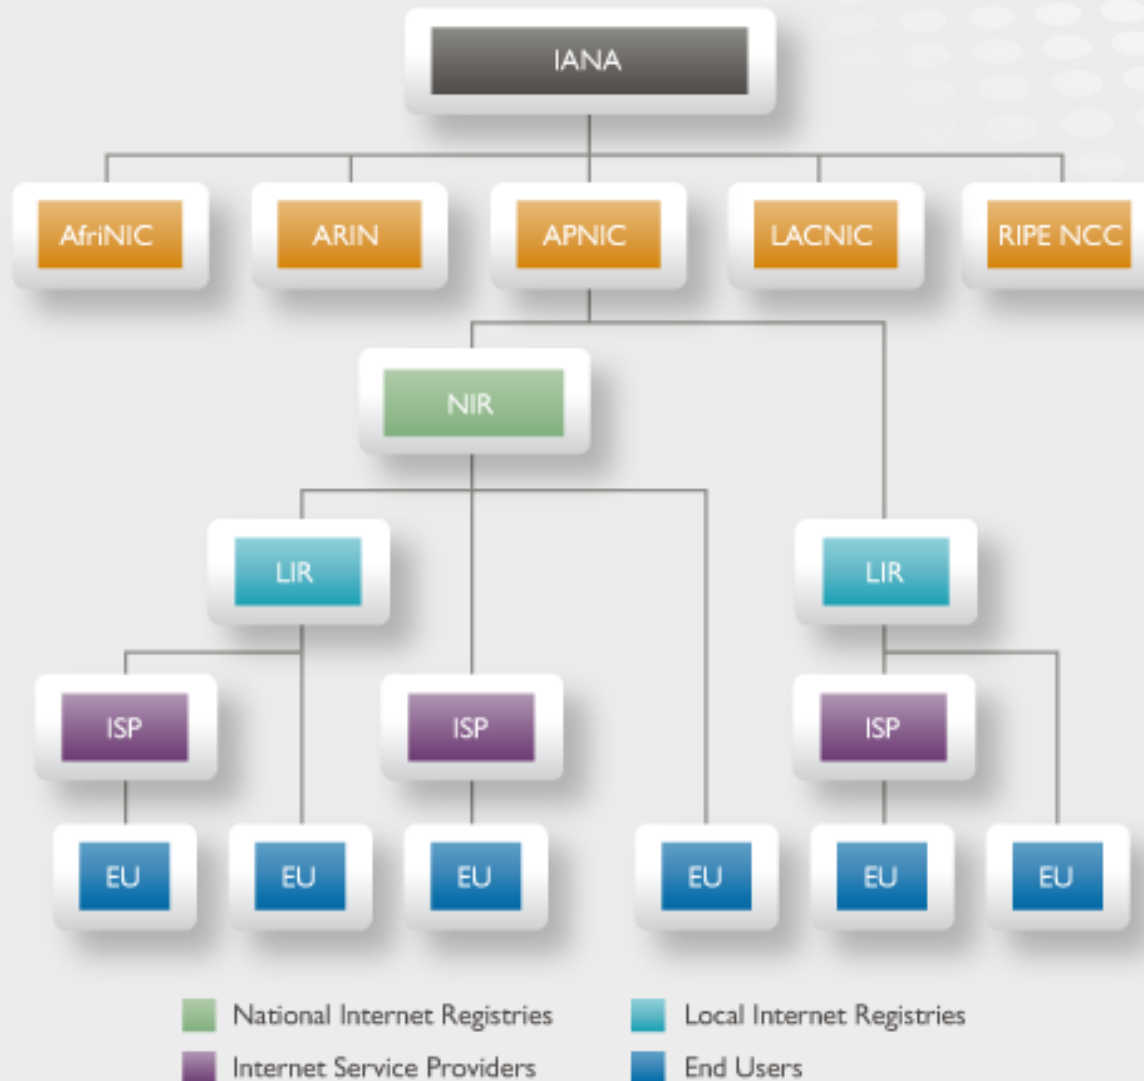 IANA
AfriNIC
ARIN
APNIC
LACNIC
RIPE NCC
NIR
LIR
LIR
ISP
ISP
ISP
EU
EU
EU
EU
EU
EU
National Internet Registries
Local Internet Registries
Internet Service Providers
End Users